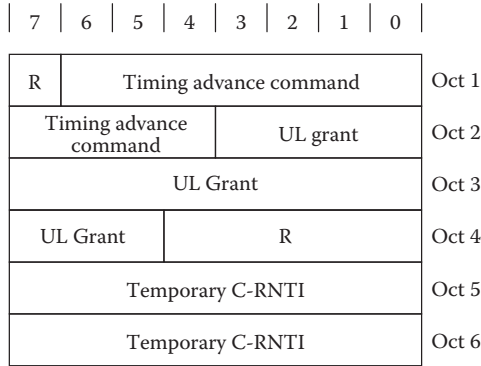 7 6 5 4 3 2 1 0
R Timing advance command Oct 1
Timing advance command UL grant Oct 2
UL Grant Oct 3
UL Grant R Oct 4
Temporary C-RNTI Oct 5
Temporary C-RNTI Oct 6